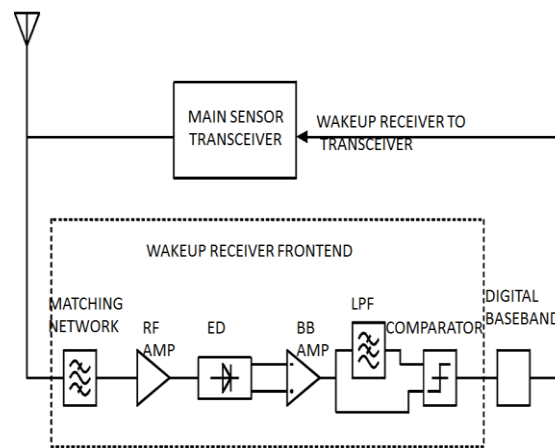 MAIN SENSOR
TRANSCEIVER
WAKEUP RECEIVER TO
TRANSCEIVER
WAKEUP RECEIVER FRONTEND
MATCHING
NETWORK
RF
AMP
ED
BB
AMP
LPF
COMPARATOR
DIGITAL
BASEBAND